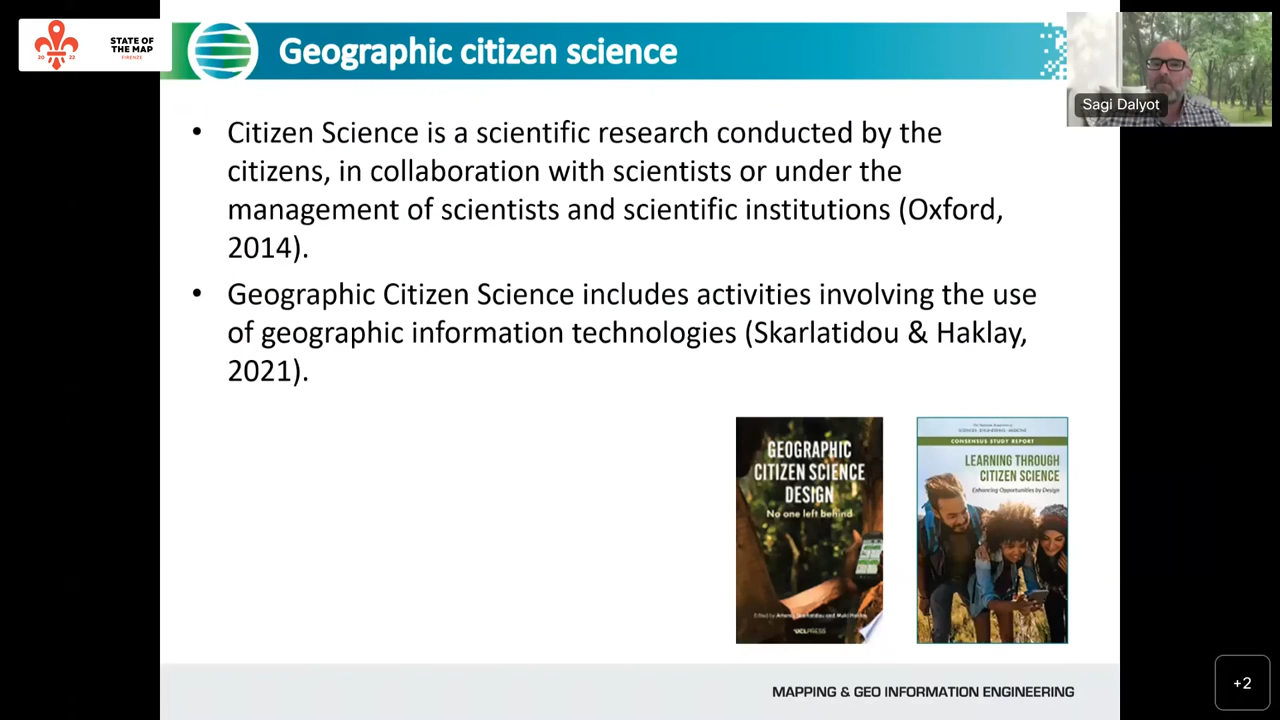 STATE OF
THE MAP
20 22
FIRENZE
Geographic citizen science
Sagi Dalyot
• Citizen Science is a scientific research conducted by the
citizens, in collaboration with scientists or under the
management of scientists and scientific institutions (Oxford,
2014).
• Geographic Citizen Science includes activities involving the use
of geographic information technologies (Skarlatidou & Haklay,
2021).
GEOGRAPHIC
CITIZEN SCIENCE
DESIGN
No one left behind
UCLPRESS
CONSENSUS STUDY REPORT
LEARNING THROUGH
CITIZEN SCIENCE
Enhancing Opportunities by Design
MAPPING & GEO INFORMATION ENGINEERING
+2